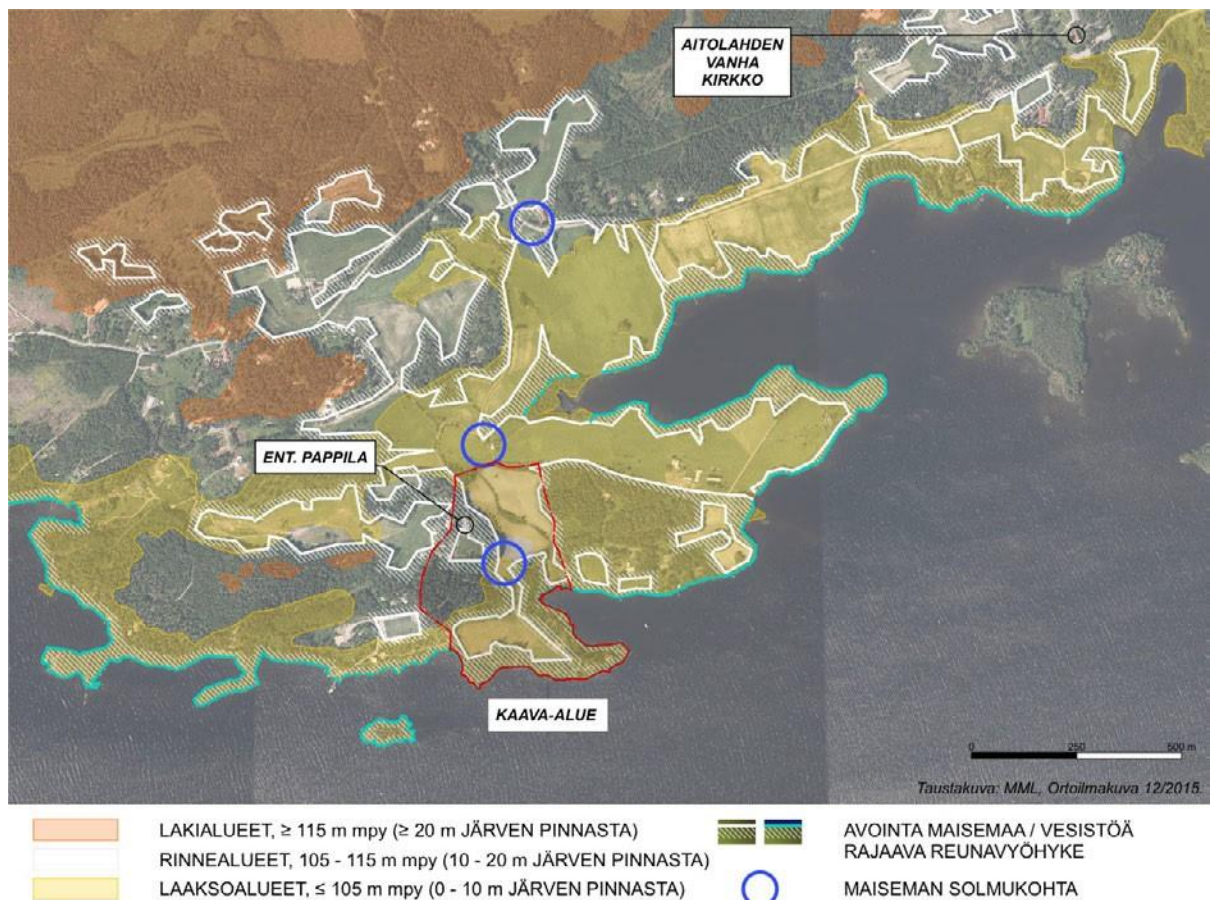 AITOLAHDEN
VANHA
KIRKKO
ENT. PAPPILA
KAAVA-ALUE
0 250 500 m
Taustakuva: MML, Ortoilmakuva 12/2015.
LAKIALUEET, ≥ 115 m mpy (≥ 20 m JÄRVEN PINNASTA)
RINNEALUEET, 105 - 115 m mpy (10 - 20 m JÄRVEN PINNASTA)
LAAKSOALUEET, ≤ 105 m mpy (0 - 10 m JÄRVEN PINNASTA)
AVOINTA MAISEMAA / VESISTÖÄ
RAJAAVA REUNAVYÖHYKE
MAISEMAN SOLMUKOHTA